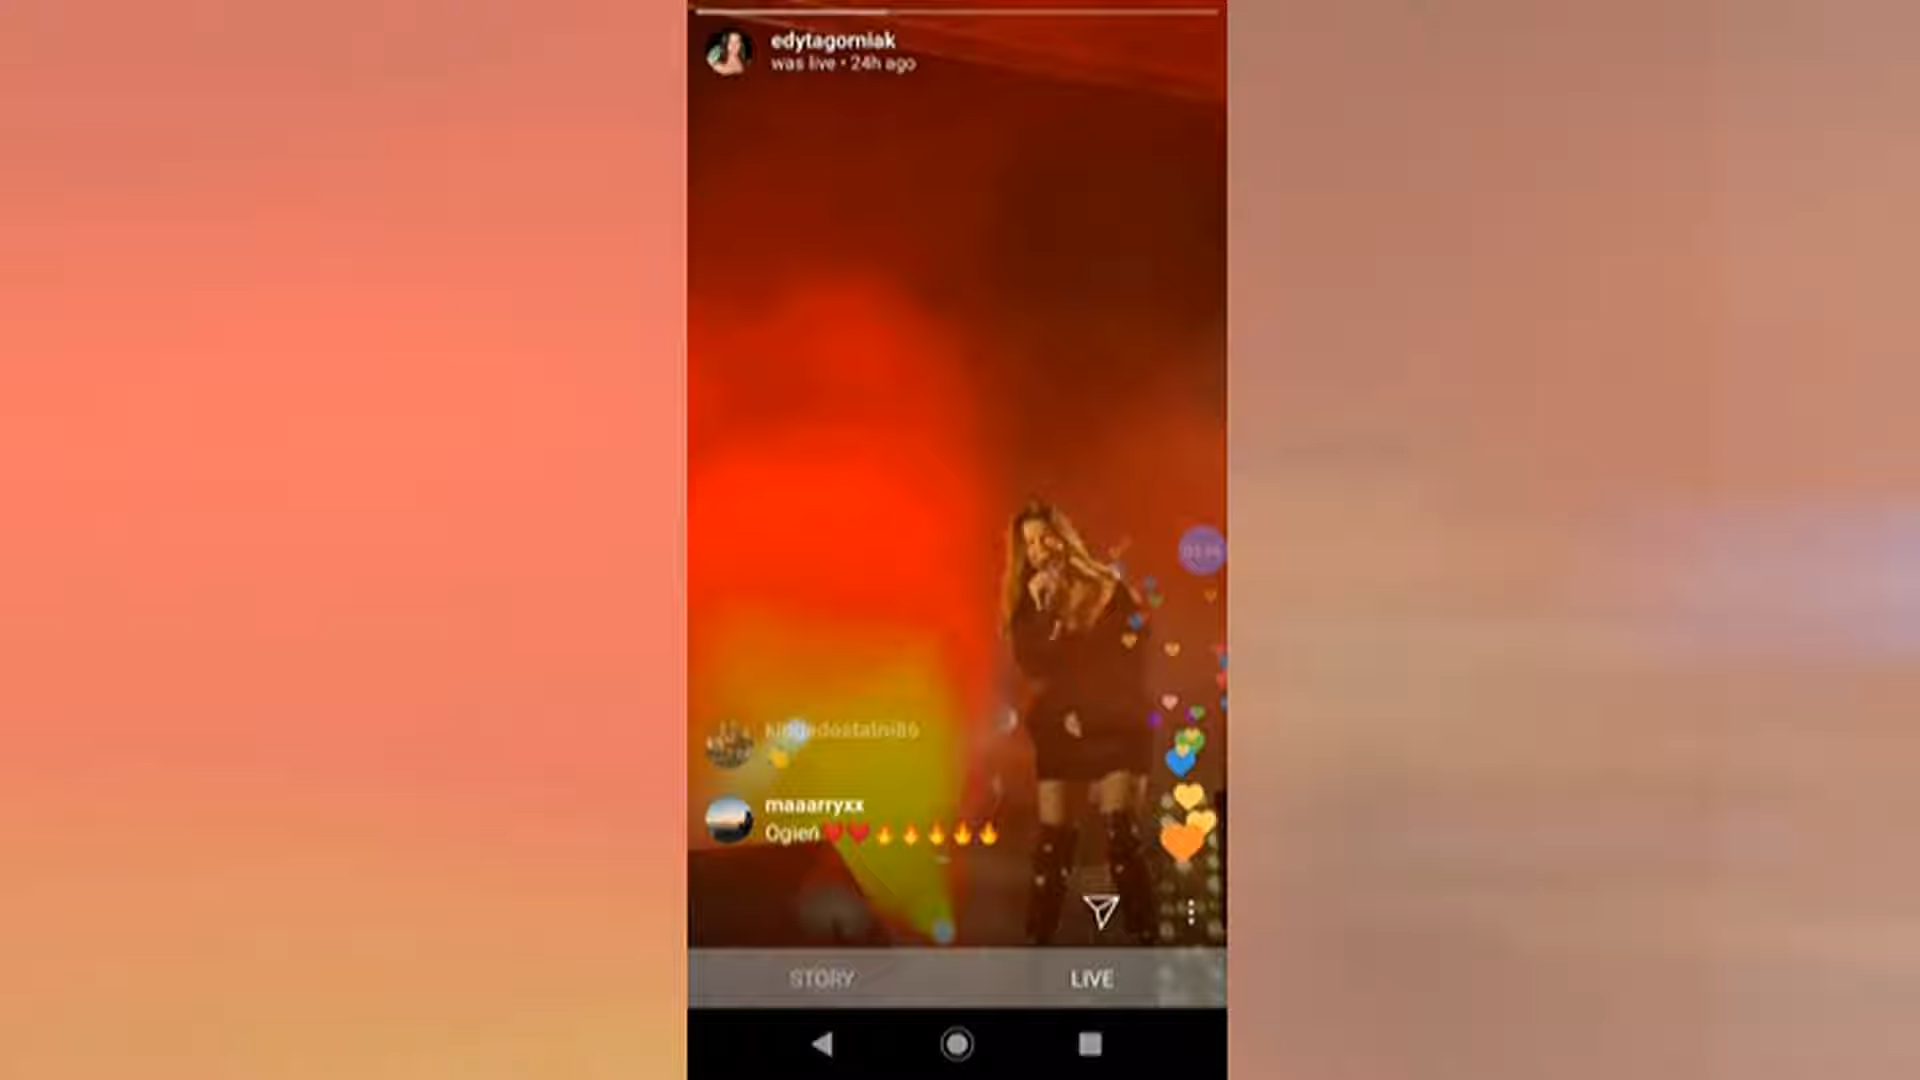 edytagorniak
was live • 24h ago
maaarryxx
Ogień❤️❤️🔥🔥🔥🔥🔥
STORY
LIVE